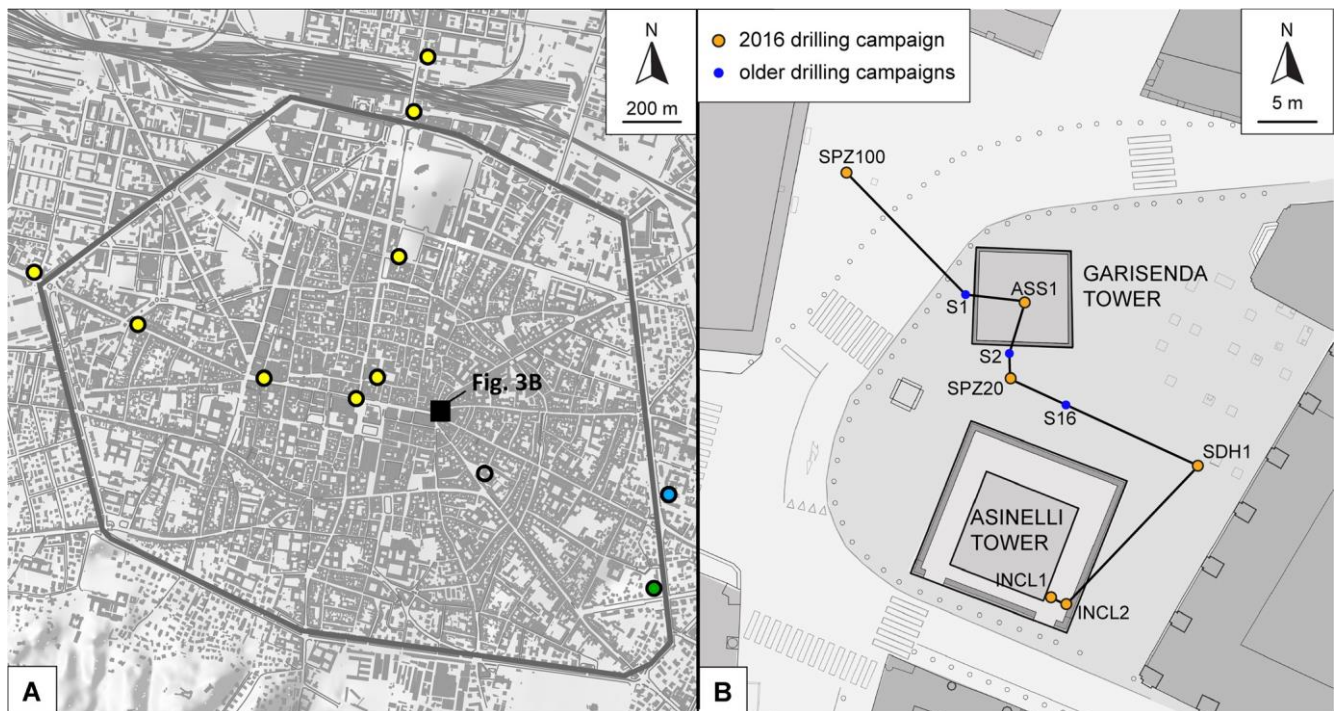 N
200 m
Fig. 3B
A
2016 drilling campaign
older drilling campaigns
N
5 m
SPZ100
GARISENDA
TOWER
ASS1
S1
S2
SPZ20
S16
SDH1
ASINELLI
TOWER
INCL1
INCL2
B